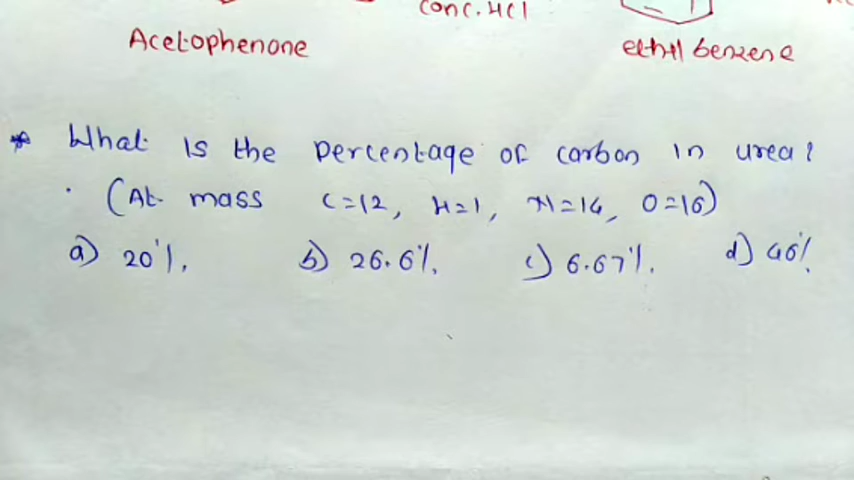 conc. HCl
Acetophenone
ethyl benzene
* What is the percentage of carbon in urea?
(At. mass C=12, H=1, N=14, O=16)
a) 20%. b) 26.6%. c) 6.67%. d) 46%.